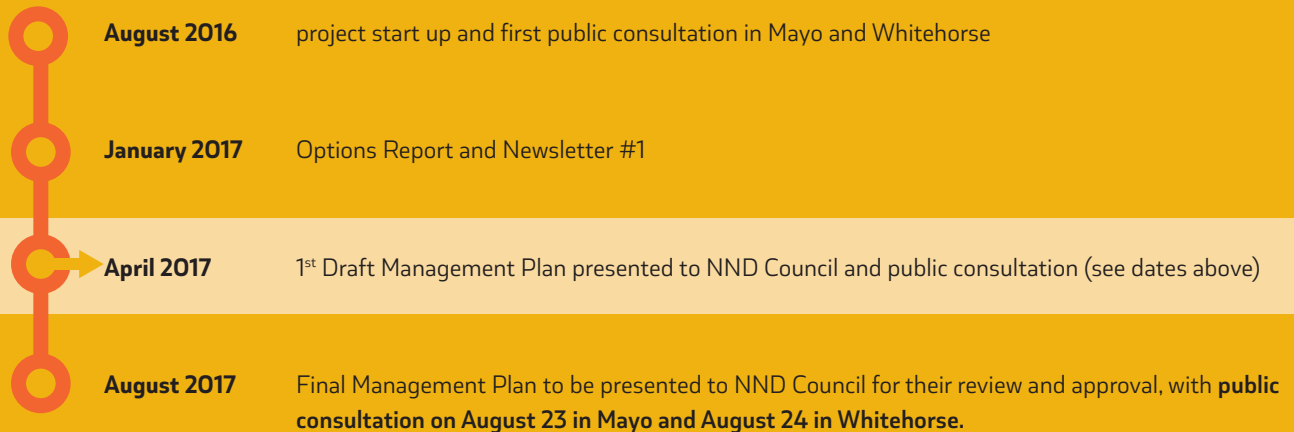 August 2016 project start up and first public consultation in Mayo and Whitehorse
January 2017 Options Report and Newsletter #1
April 2017 1st Draft Management Plan presented to NND Council and public consultation (see dates above)
August 2017 Final Management Plan to be presented to NND Council for their review and approval, with public
consultation on August 23 in Mayo and August 24 in Whitehorse.